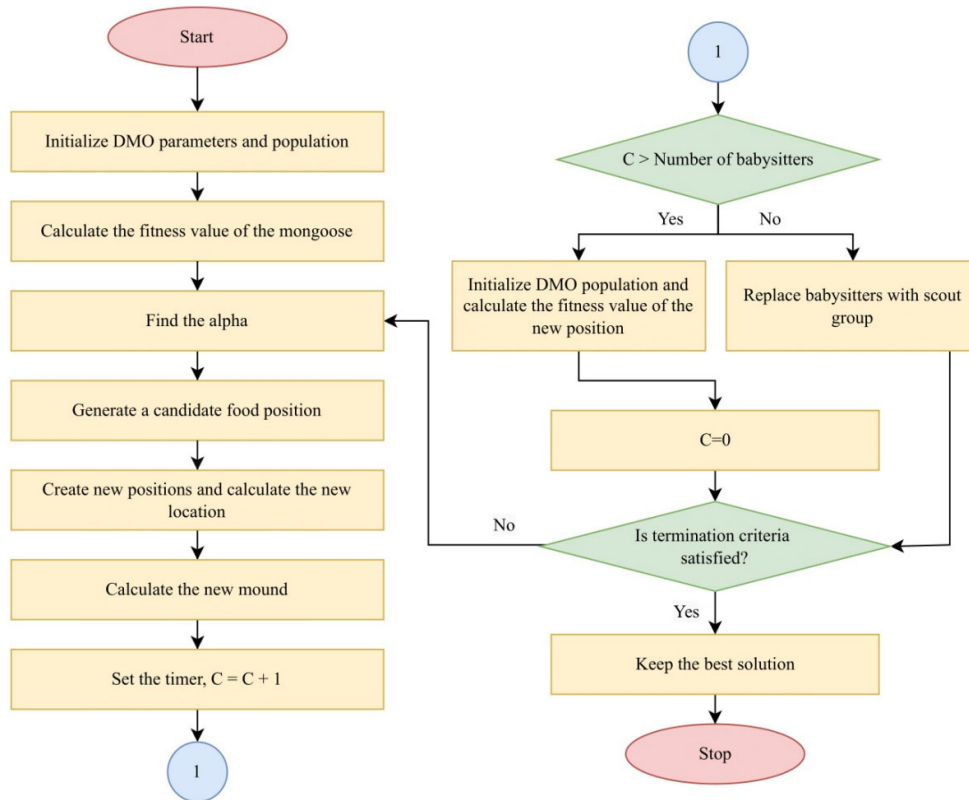 Start
Initialize DMO parameters and population
Calculate the fitness value of the mongoose
Find the alpha
Generate a candidate food position
Create new positions and calculate the new
location
Calculate the new mound
Set the timer, C = C + 1
1
1
C > Number of babysitters
Yes
No
Initialize DMO population and
calculate the fitness value of the
new position
Replace babysitters with scout
group
C=0
Is termination criteria
satisfied?
No
Yes
Keep the best solution
Stop